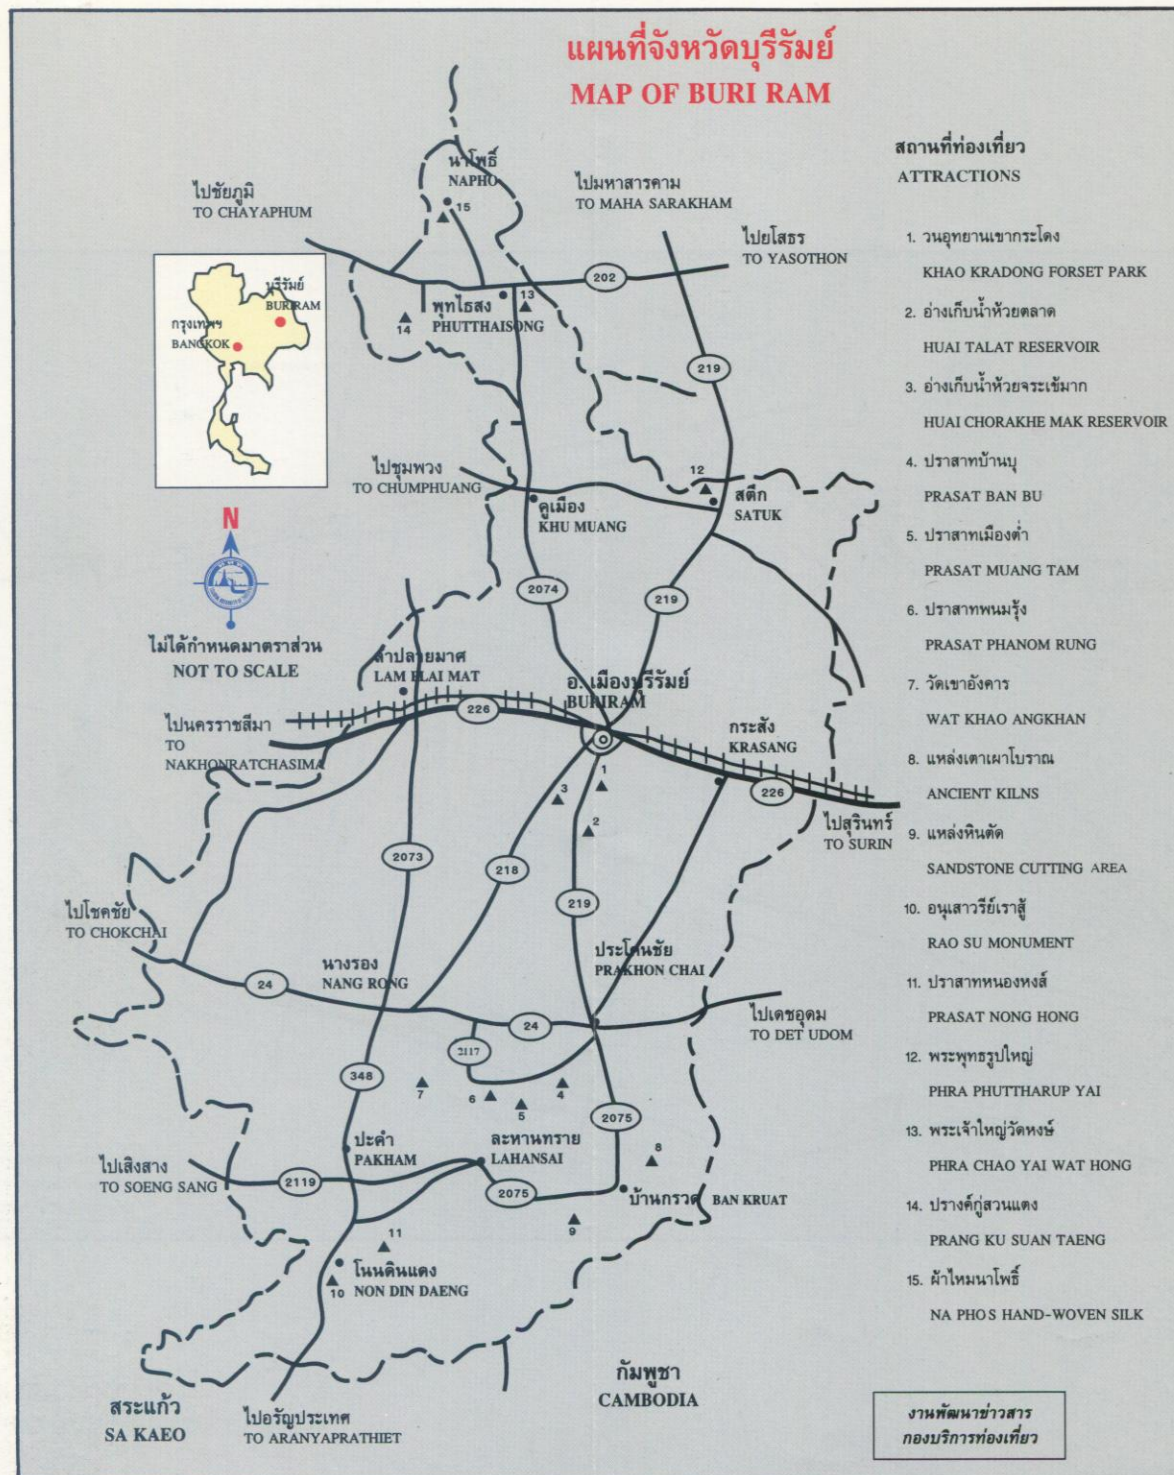 แผนที่จังหวัดบุรีรัมย์
MAP OF BURI RAM
สถานที่ท่องเที่ยว
ATTRACTIONS
1. วนอุทยานเขากระโดง
KHAO KRADONG FORSET PARK
2. อ่างเก็บน้ำห้วยตลาด
HUAI TALAT RESERVOIR
3. อ่างเก็บน้ำห้วยจระเข้มาก
HUAI CHORAKHE MAK RESERVOIR
4. ปราสาทบ้านบุ
PRASAT BAN BU
5. ปราสาทเมืองต่ำ
PRASAT MUANG TAM
6. ปราสาทพนมรุ้ง
PRASAT PHANOM RUNG
7. วัดเขาอังคาร
WAT KHAO ANGKHAN
8. แหล่งเตาเผาโบราณ
ANCIENT KILNS
9. แหล่งหินตัด
SANDSTONE CUTTING AREA
10. อนุเสาวรีย์เราสู้
RAO SU MONUMENT
11. ปราสาทหนองหงส์
PRASAT NONG HONG
12. พระพุทธรูปใหญ่
PHRA PHUTTHARUP YAI
13. พระเจ้าใหญ่วัดหงษ์
PHRA CHAO YAI WAT HONG
14. ปรางค์กู่สวนแตง
PRANG KU SUAN TAENG
15. ผ้าไหมนาโพธิ์
NA PHOS HAND-WOVEN SILK
นาโพธิ์
NAPHO
15
ไปชัยภูมิ
TO CHAYAPHUM
ไปมหาสารคาม
TO MAHA SARAKHAM
ไปยโสธร
TO YASOTHON
202
บุรีรัมย์
BURIRAM
กรุงเทพฯ
BANGKOK
13
14
พุทไธสง
PHUTTHAISONG
219
ไปชุมพวง
TO CHUMPHUANG
12
สตึก
SATUK
คูเมือง
KHU MUANG
N
2074
219
ไม่ได้กำหนดมาตราส่วน
NOT TO SCALE
ลำปลายมาศ
LAM PLAI MAT
อ. เมืองบุรีรัมย์
BURIRAM
226
กระสัง
KRASANG
ไปนครราชสีมา
TO
NAKHONRATCHASIMA
1
3
2
226
ไปสุรินทร์
TO SURIN
2073
218
219
ไปโชคชัย
TO CHOKCHAI
นางรอง
NANG RONG
ประโคนชัย
PRAKHON CHAI
24
24
ไปเดชอุดม
TO DET UDOM
2117
348
7
6
5
4
2075
ปะคำ
PAKHAM
ละหานทราย
LAHANSAI
8
ไปเสิงสาง
TO SOENG SANG
2119
2075
บ้านกรวด BAN KRUAT
9
11
10
โนนดินแดง
NON DIN DAENG
กัมพูชา
CAMBODIA
สระแก้ว
SA KAEO
ไปอรัญประเทศ
TO ARANYAPRATHIET
งานพัฒนาข่าวสาร
กองบริการท่องเที่ยว